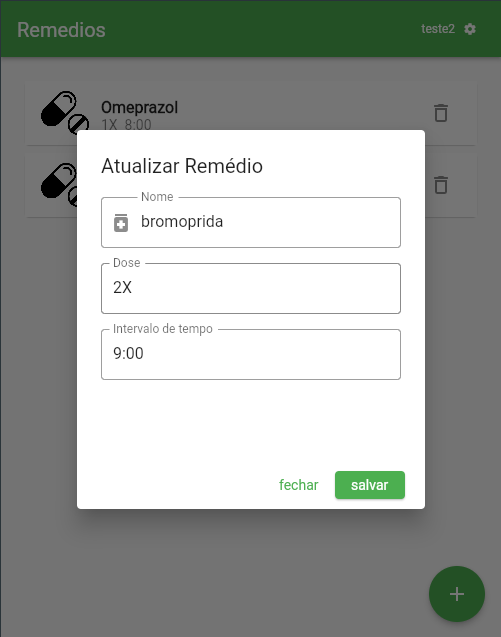 Remedios
teste2
Omeprazol
1X 8:00
Atualizar Remédio
Nome
bromoprida
Dose
2X
Intervalo de tempo
9:00
fechar
salvar